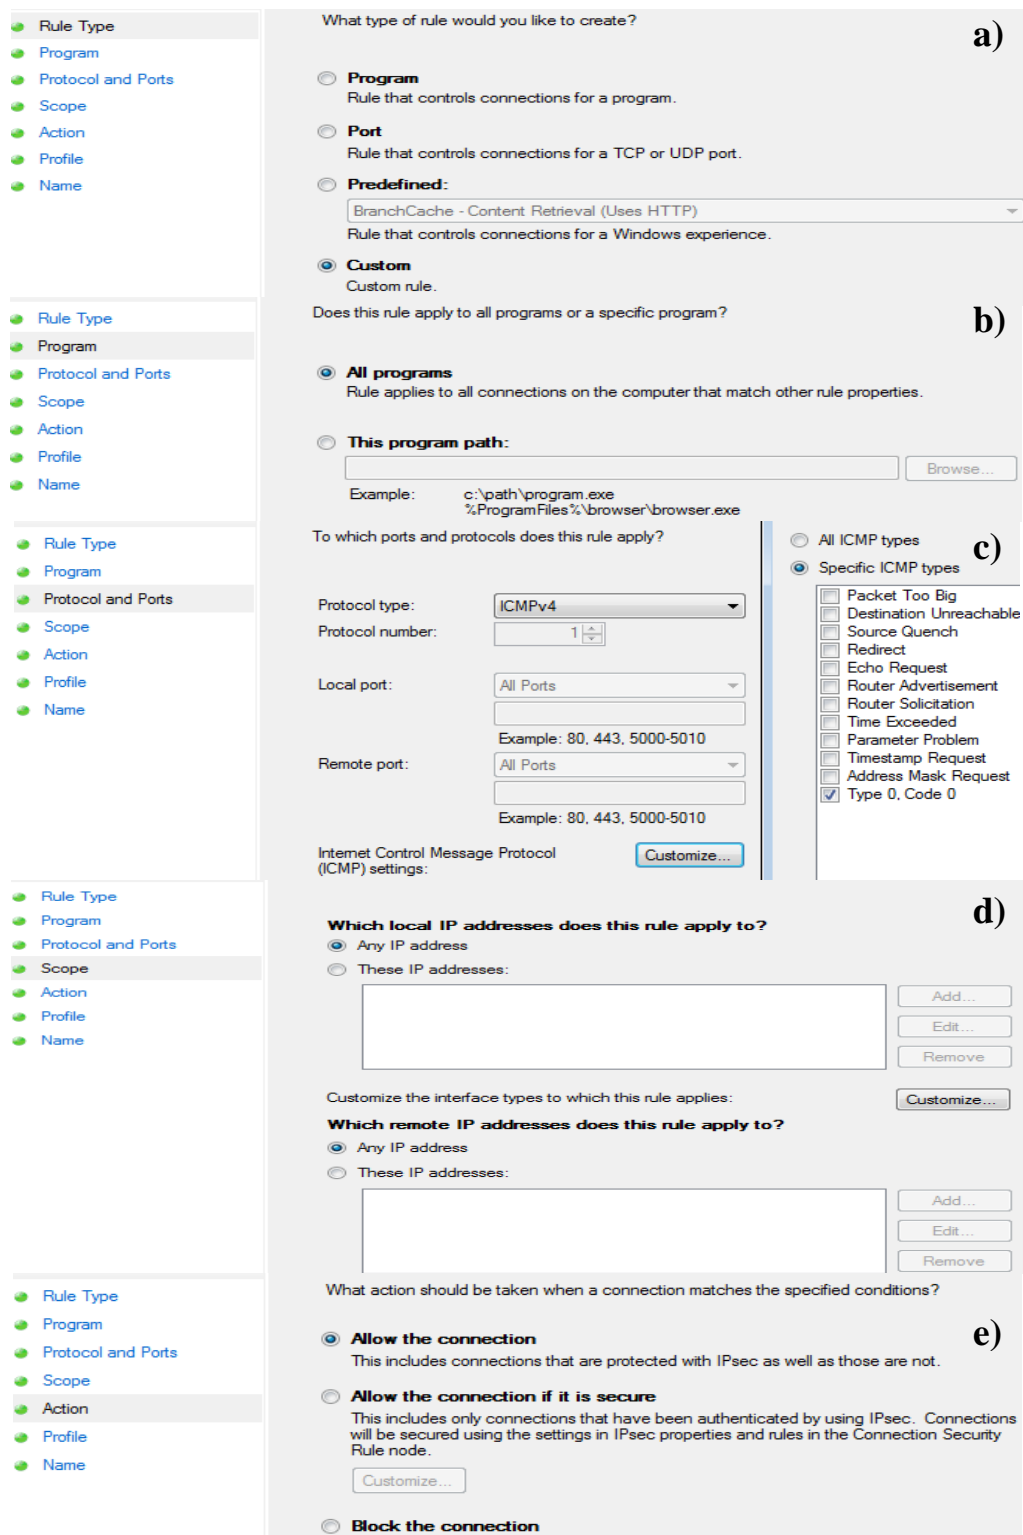 Rule Type
Program
Protocol and Ports
Scope
Action
Profile
Name
What type of rule would you like to create?
a)
Program
Rule that controls connections for a program.
Port
Rule that controls connections for a TCP or UDP port.
Predefined:
BranchCache - Content Retrieval (Uses HTTP)
Rule that controls connections for a Windows experience.
Custom
Custom rule.
Rule Type
Program
Protocol and Ports
Scope
Action
Profile
Name
Does this rule apply to all programs or a specific program?
b)
All programs
Rule applies to all connections on the computer that match other rule properties.
This program path:
Browse...
Example: c:\path\program.exe
%ProgramFiles%\browser\browser.exe
Rule Type
Program
Protocol and Ports
Scope
Action
Profile
Name
To which ports and protocols does this rule apply?
Protocol type: ICMPv4
Protocol number: 1
Local port: All Ports
Example: 80, 443, 5000-5010
Remote port: All Ports
Example: 80, 443, 5000-5010
Internet Control Message Protocol
(ICMP) settings:
Customize...
c)
All ICMP types
Specific ICMP types
Packet Too Big
Destination Unreachable
Source Quench
Redirect
Echo Request
Router Advertisement
Router Solicitation
Time Exceeded
Parameter Problem
Timestamp Request
Address Mask Request
Type 0, Code 0
Rule Type
Program
Protocol and Ports
Scope
Action
Profile
Name
d)
Which local IP addresses does this rule apply to?
Any IP address
These IP addresses:
Add...
Edit...
Remove
Customize the interface types to which this rule applies: Customize...
Which remote IP addresses does this rule apply to?
Any IP address
These IP addresses:
Add...
Edit...
Remove
Rule Type
Program
Protocol and Ports
Scope
Action
Profile
Name
What action should be taken when a connection matches the specified conditions?
e)
Allow the connection
This includes connections that are protected with IPsec as well as those are not.
Allow the connection if it is secure
This includes only connections that have been authenticated by using IPsec. Connections
will be secured using the settings in IPsec properties and rules in the Connection Security
Rule node.
Customize...
Block the connection